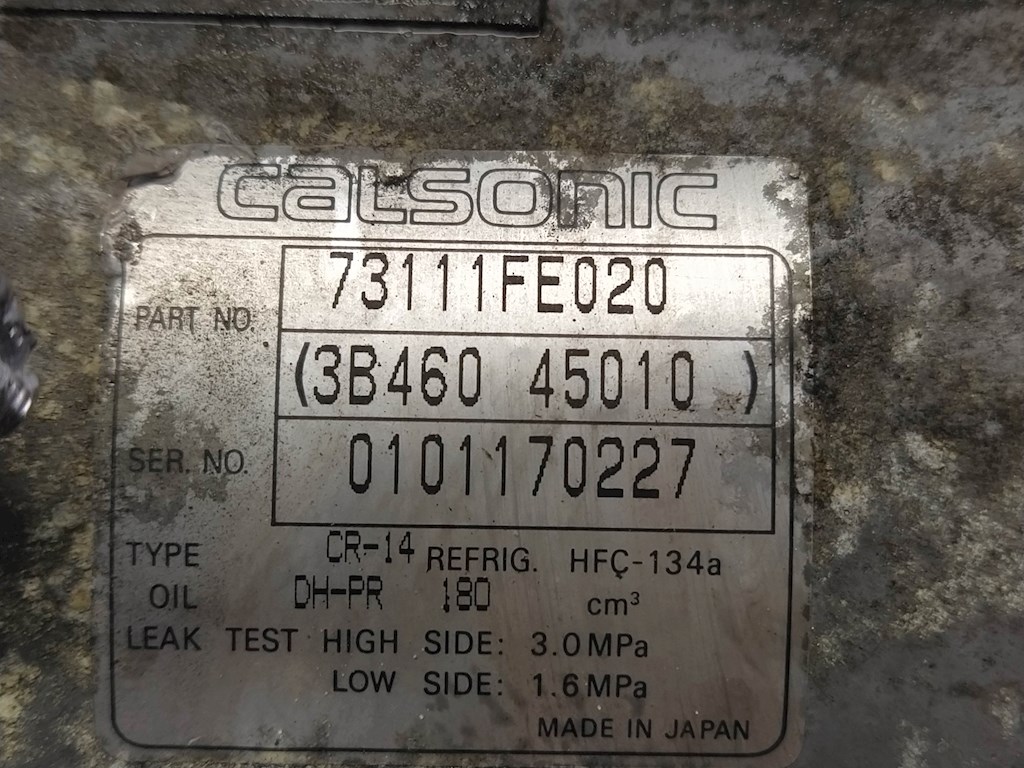 calsonic
PART NO. 73111FE020
(3B460 45010 )
SER. NO. 0101170227
TYPE CR-14 REFRIG. HFC-134a
OIL DH-PR 180 cm³
LEAK TEST HIGH SIDE: 3.0MPa
LOW SIDE: 1.6MPa
MADE IN JAPAN